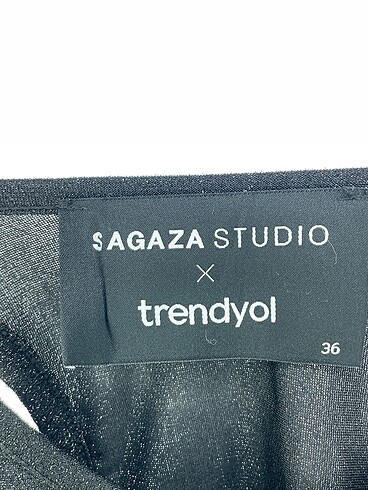 SAGAZA STUDIO
×
trendyol
36